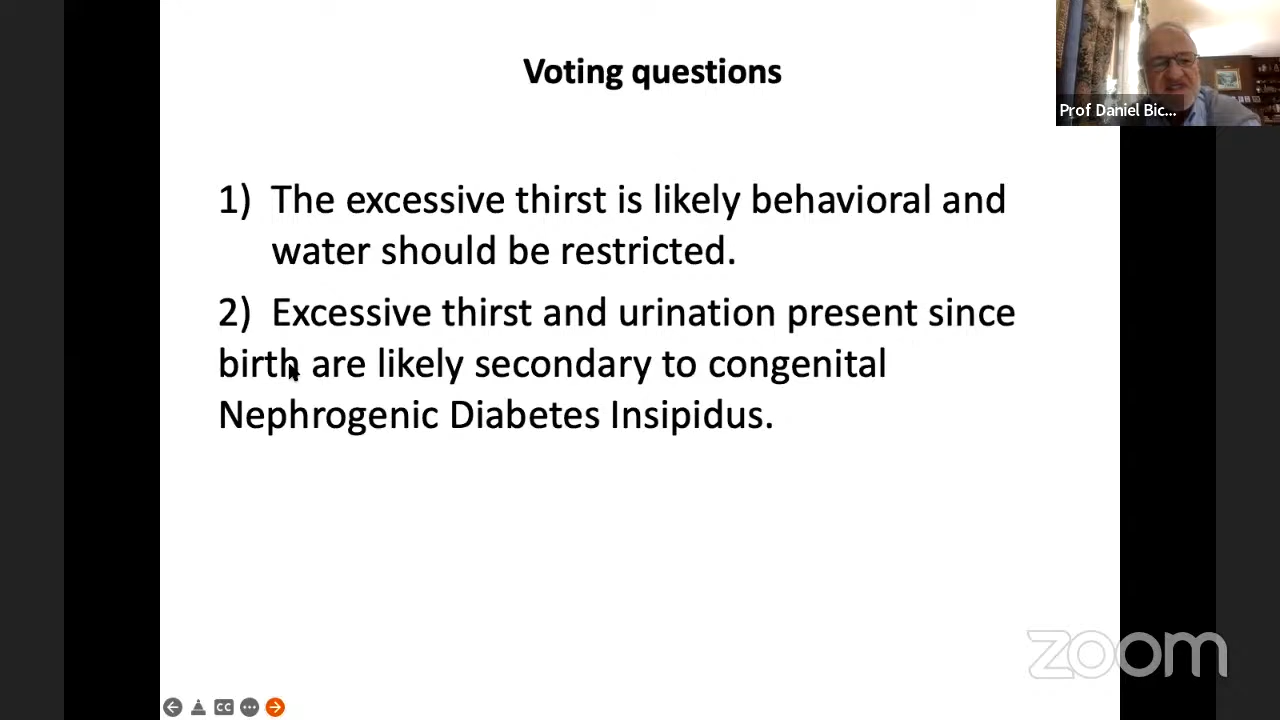 Voting questions
Prof Daniel Bic...
1) The excessive thirst is likely behavioral and
water should be restricted.
2) Excessive thirst and urination present since
birth are likely secondary to congenital
Nephrogenic Diabetes Insipidus.
zoom
CC